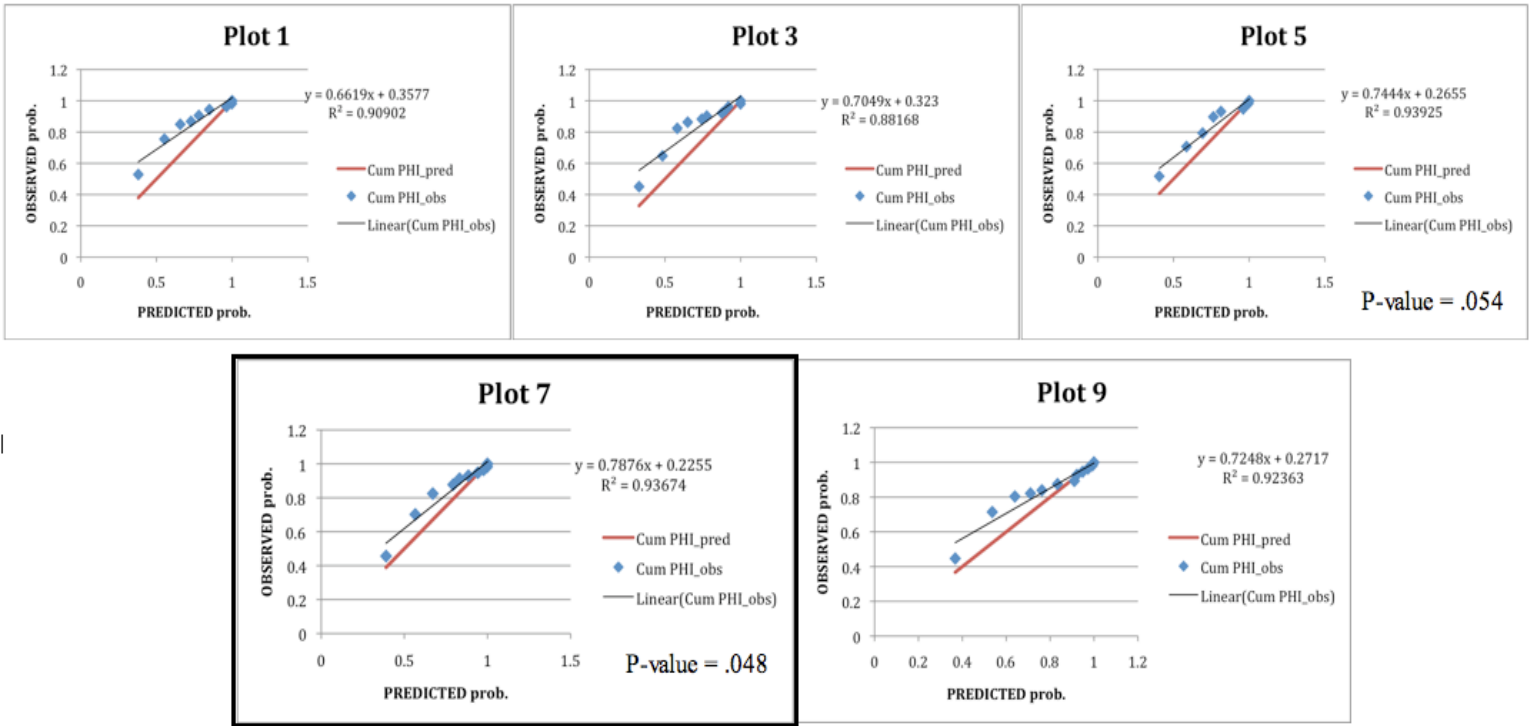 Plot 1
OBSERVED prob.
1.2
1
0.8
0.6
0.4
0.2
0
0 0.5 1 1.5
PREDICTED prob.
y = 0.6619x + 0.3577
R² = 0.90902
Cum PHI_pred
Cum PHI_obs
Linear(Cum PHI_obs)
Plot 3
OBSERVED prob.
1.2
1
0.8
0.6
0.4
0.2
0
0 0.5 1 1.5
PREDICTED prob.
y = 0.7049x + 0.323
R² = 0.88168
Cum PHI_pred
Cum PHI_obs
Linear(Cum PHI_obs)
Plot 5
OBSERVED prob.
1.2
1
0.8
0.6
0.4
0.2
0
0 0.5 1 1.5
PREDICTED prob.
y = 0.7444x + 0.2655
R² = 0.93925
Cum PHI_pred
Cum PHI_obs
Linear(Cum PHI_obs)
P-value = .054
Plot 7
OBSERVED prob.
1.2
1
0.8
0.6
0.4
0.2
0
0 0.5 1 1.5
PREDICTED prob.
y = 0.7876x + 0.2255
R² = 0.93674
Cum PHI_pred
Cum PHI_obs
Linear(Cum PHI_obs)
P-value = .048
Plot 9
OBSERVED prob.
1.2
1
0.8
0.6
0.4
0.2
0
0 0.2 0.4 0.6 0.8 1 1.2
PREDICTED prob.
y = 0.7248x + 0.2717
R² = 0.92363
Cum PHI_pred
Cum PHI_obs
Linear(Cum PHI_obs)